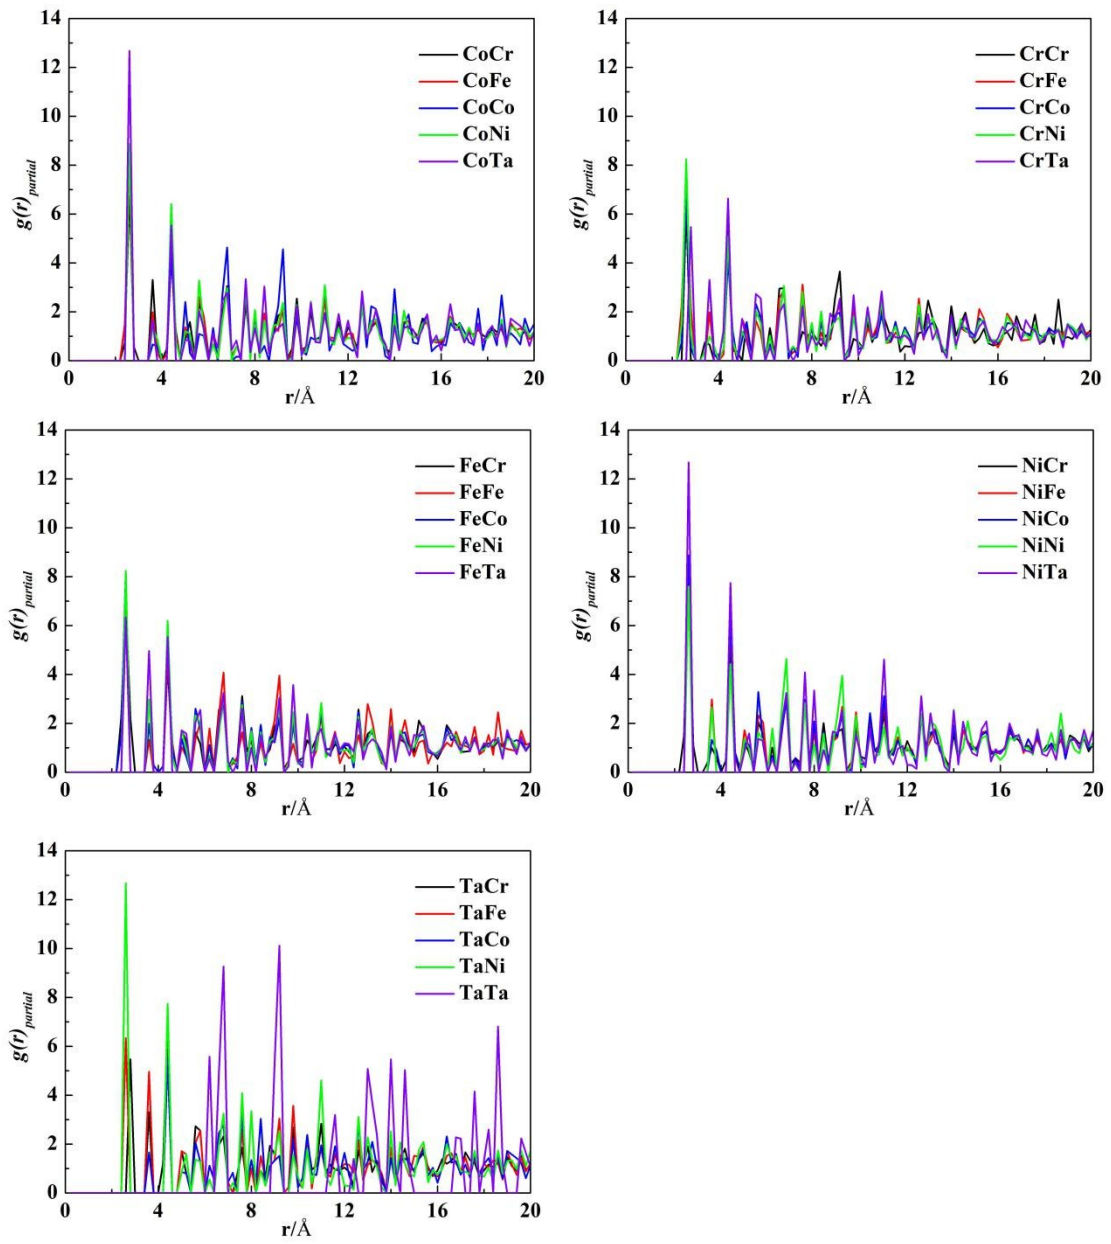 14
12
10
8
6
4
2
0
g(r)partial
CoCr
CoFe
CoCo
CoNi
CoTa
0 4 8 12 16 20
r/Å
14
12
10
8
6
4
2
0
g(r)partial
CrCr
CrFe
CrCo
CrNi
CrTa
0 4 8 12 16 20
r/Å
14
12
10
8
6
4
2
0
g(r)partial
FeCr
FeFe
FeCo
FeNi
FeTa
0 4 8 12 16 20
r/Å
14
12
10
8
6
4
2
0
g(r)partial
NiCr
NiFe
NiCo
NiNi
NiTa
0 4 8 12 16 20
r/Å
14
12
10
8
6
4
2
0
g(r)partial
TaCr
TaFe
TaCo
TaNi
TaTa
0 4 8 12 16 20
r/Å